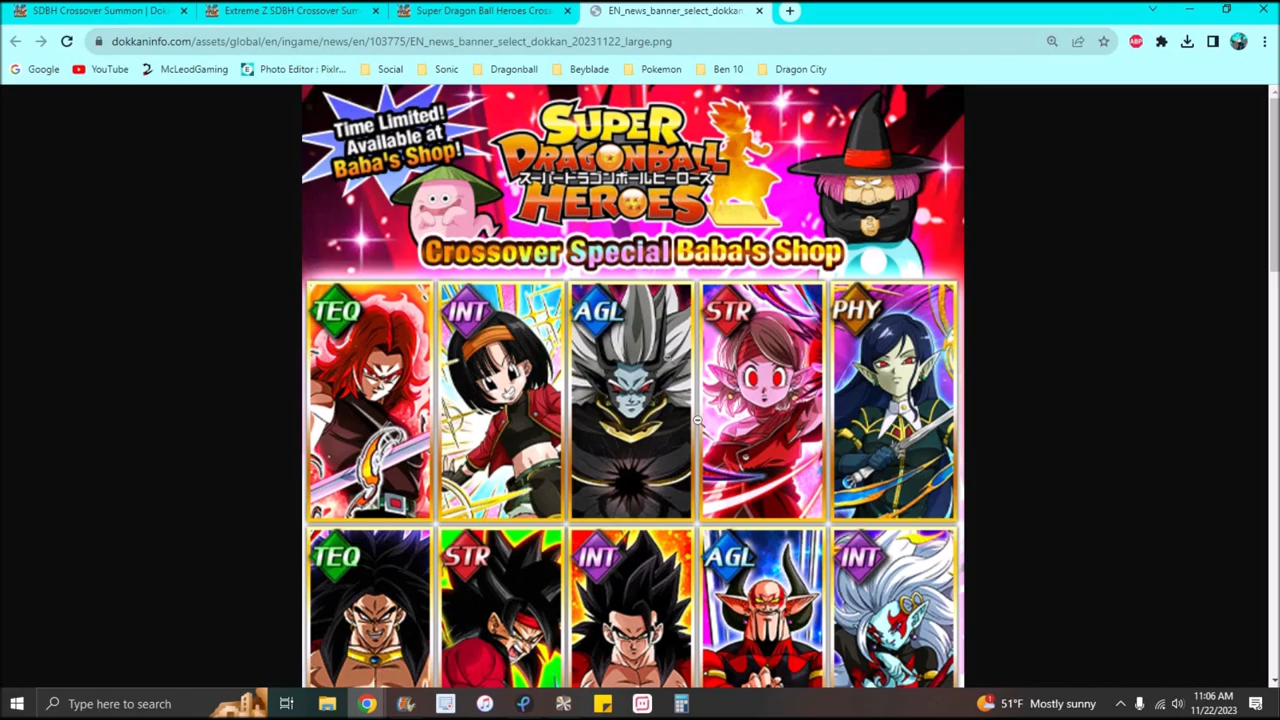 SDBH Crossover Summon | Dok
Extreme Z SDBH Crossover Sum
Super Dragon Ball Heroes Cross
EN_news_banner_select_dokkan
dokkaninfo.com/assets/global/en/ingame/news/en/103775/EN_news_banner_select_dokkan_20231122_large.png
ABP
Google
YouTube
McLeodGaming
Photo Editor : Pixlr...
Social
Sonic
Dragonball
Beyblade
Pokemon
Ben 10
Dragon City
Time Limited!
Available at
Baba's Shop!
SUPER
DRAGONBALL
スーパードラゴンボールヒーローズ
HEROES
Crossover Special Baba's Shop
TEQ
INT
AGL
STR
PHY
TEQ
STR
INT
AGL
INT
Type here to search
51°F Mostly sunny
11:06 AM
11/22/2023